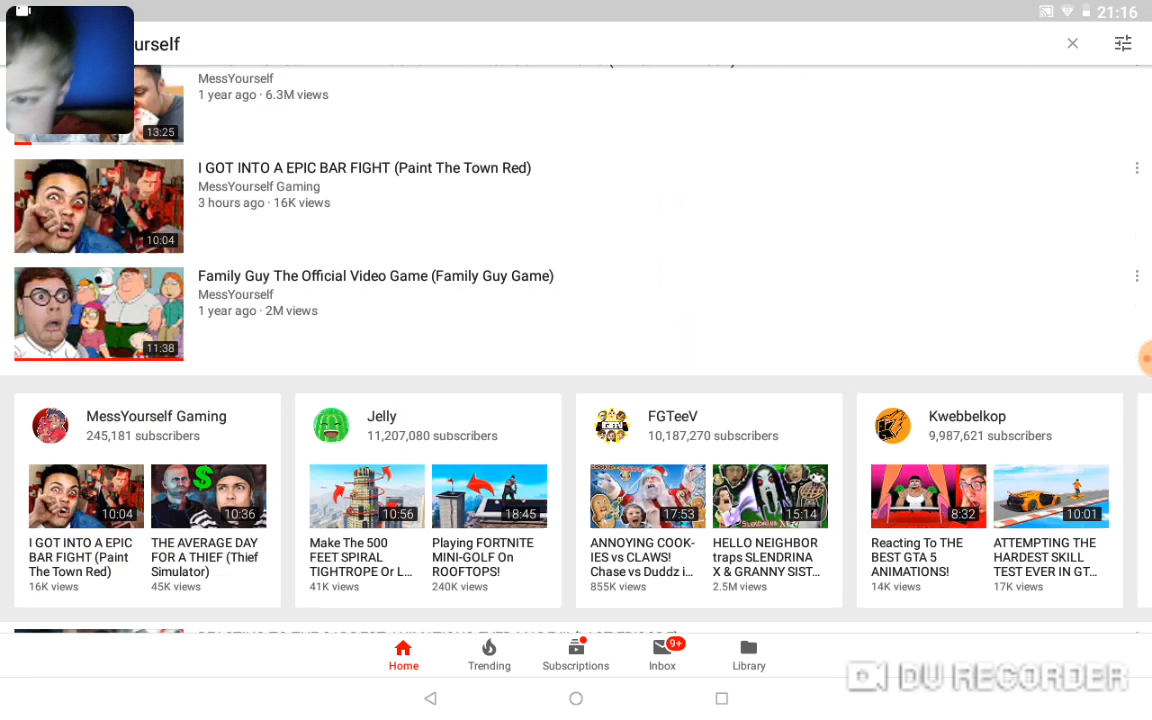 21:16
urself
MessYourself
1 year ago · 6.3M views
13:25
I GOT INTO A EPIC BAR FIGHT (Paint The Town Red)
MessYourself Gaming
3 hours ago · 16K views
10:04
Family Guy The Official Video Game (Family Guy Game)
MessYourself
1 year ago · 2M views
11:38
MessYourself Gaming
245,181 subscribers
10:04
10:36
I GOT INTO A EPIC
BAR FIGHT (Paint
The Town Red)
16K views
THE AVERAGE DAY
FOR A THIEF (Thief
Simulator)
45K views
Jelly
11,207,080 subscribers
10:56
18:45
Make The 500
FEET SPIRAL
TIGHTROPE Or L...
41K views
Playing FORTNITE
MINI-GOLF On
ROOFTOPS!
240K views
FGTeeV
10,187,270 subscribers
17:53
15:14
ANNOYING COOK-
IES vs CLAWS!
Chase vs Duddz i...
855K views
HELLO NEIGHBOR
traps SLENDRINA
X & GRANNY SIST...
2.5M views
Kwebbelkop
9,987,621 subscribers
8:32
10:01
Reacting To THE
BEST GTA 5
ANIMATIONS!
14K views
ATTEMPTING THE
HARDEST SKILL
TEST EVER IN GT...
17K views
Home
Trending
Subscriptions
9+
Inbox
Library
DU RECORDER